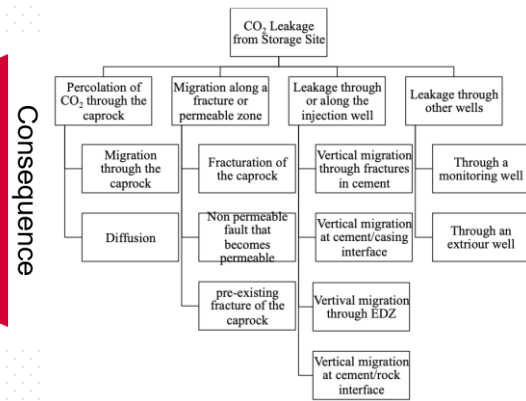 Consequence
CO2 Leakage
from Storage Site
Percolation of
CO2 through the
caprock
Migration along a
fracture or
permeable zone
Leakage through
or along the
injection well
Leakage through
other wells
Migration
through the
caprock
Diffusion
Fracturation of
the caprock
Non permeable
fault that
becomes
permeable
pre-existing
fracture of the
caprock
Vertical migration
through fractures
in cement
Vertical migration
at cement/casing
interface
Vertival migration
through EDZ
Vertical migration
at cement/rock
interface
Through a
monitoring well
Through an
extriour well